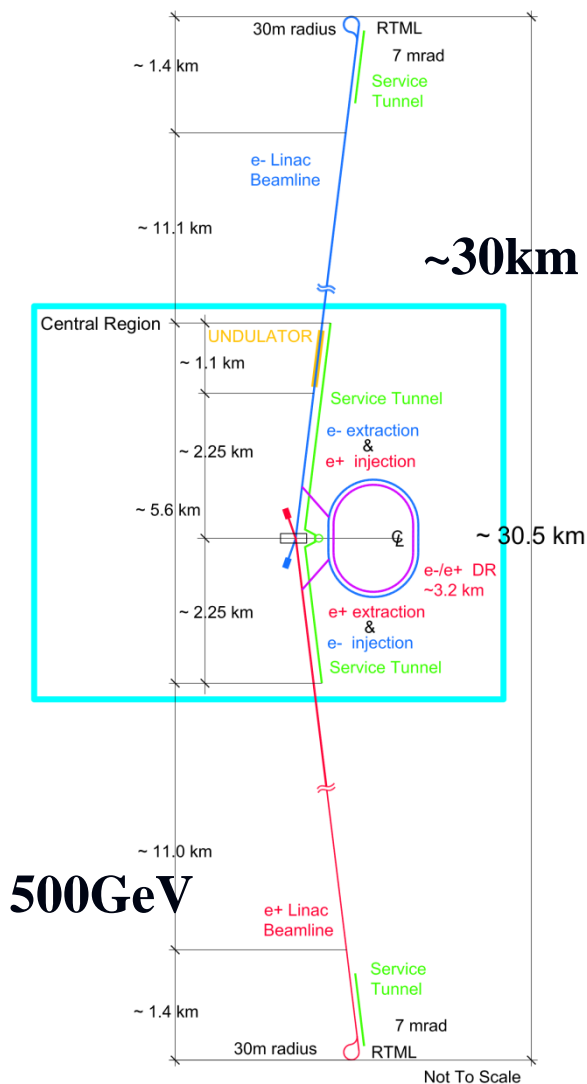 30m radius
RTML
~ 1.4 km
7 mrad
Service
Tunnel
e- Linac
Beamline
~ 11.1 km
~30km
Central Region
UNDULATOR
~ 1.1 km
Service Tunnel
e- extraction
&
e+ injection
~ 2.25 km
~ 5.6 km
℄
~ 30.5 km
e-/e+ DR
~3.2 km
~ 2.25 km
e+ extraction
&
e- injection
Service Tunnel
~ 11.0 km
500GeV
e+ Linac
Beamline
Service
Tunnel
~ 1.4 km
7 mrad
30m radius
RTML
Not To Scale